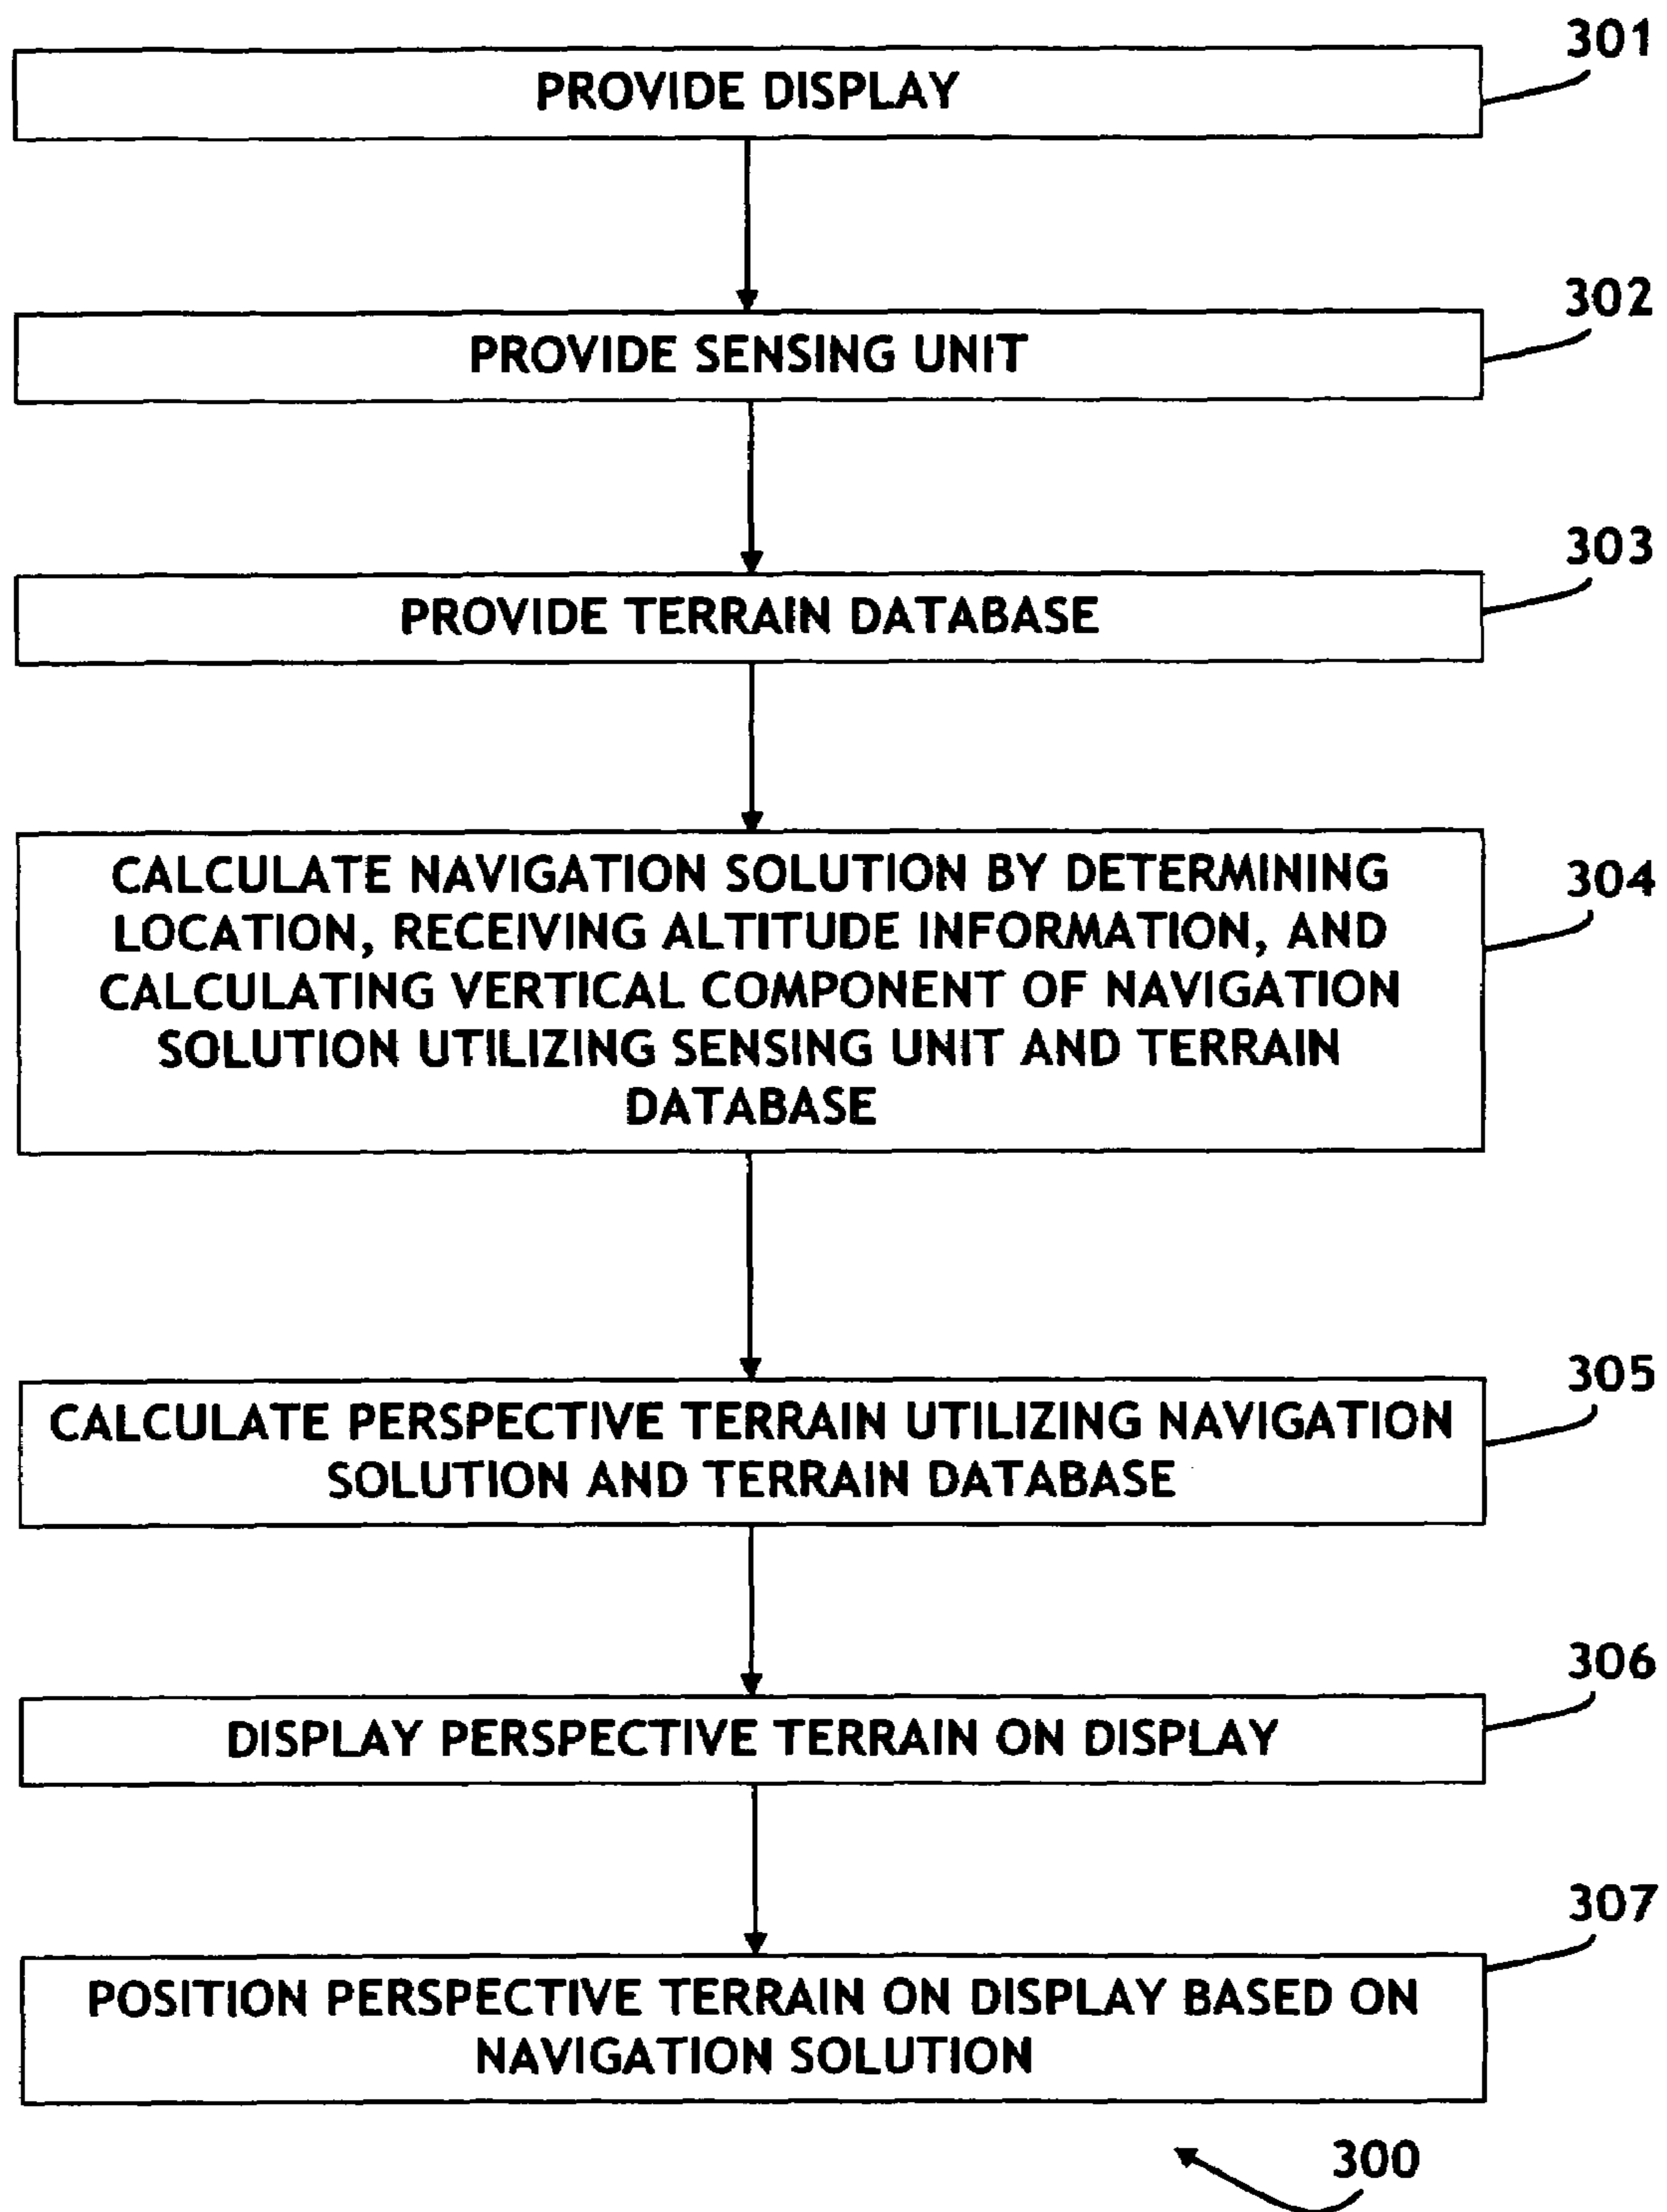 301
PROVIDE DISPLAY
302
PROVIDE SENSING UNIT
303
PROVIDE TERRAIN DATABASE
304
CALCULATE NAVIGATION SOLUTION BY DETERMINING
LOCATION, RECEIVING ALTITUDE INFORMATION, AND
CALCULATING VERTICAL COMPONENT OF NAVIGATION
SOLUTION UTILIZING SENSING UNIT AND TERRAIN
DATABASE
305
CALCULATE PERSPECTIVE TERRAIN UTILIZING NAVIGATION
SOLUTION AND TERRAIN DATABASE
306
DISPLAY PERSPECTIVE TERRAIN ON DISPLAY
307
POSITION PERSPECTIVE TERRAIN ON DISPLAY BASED ON
NAVIGATION SOLUTION
300